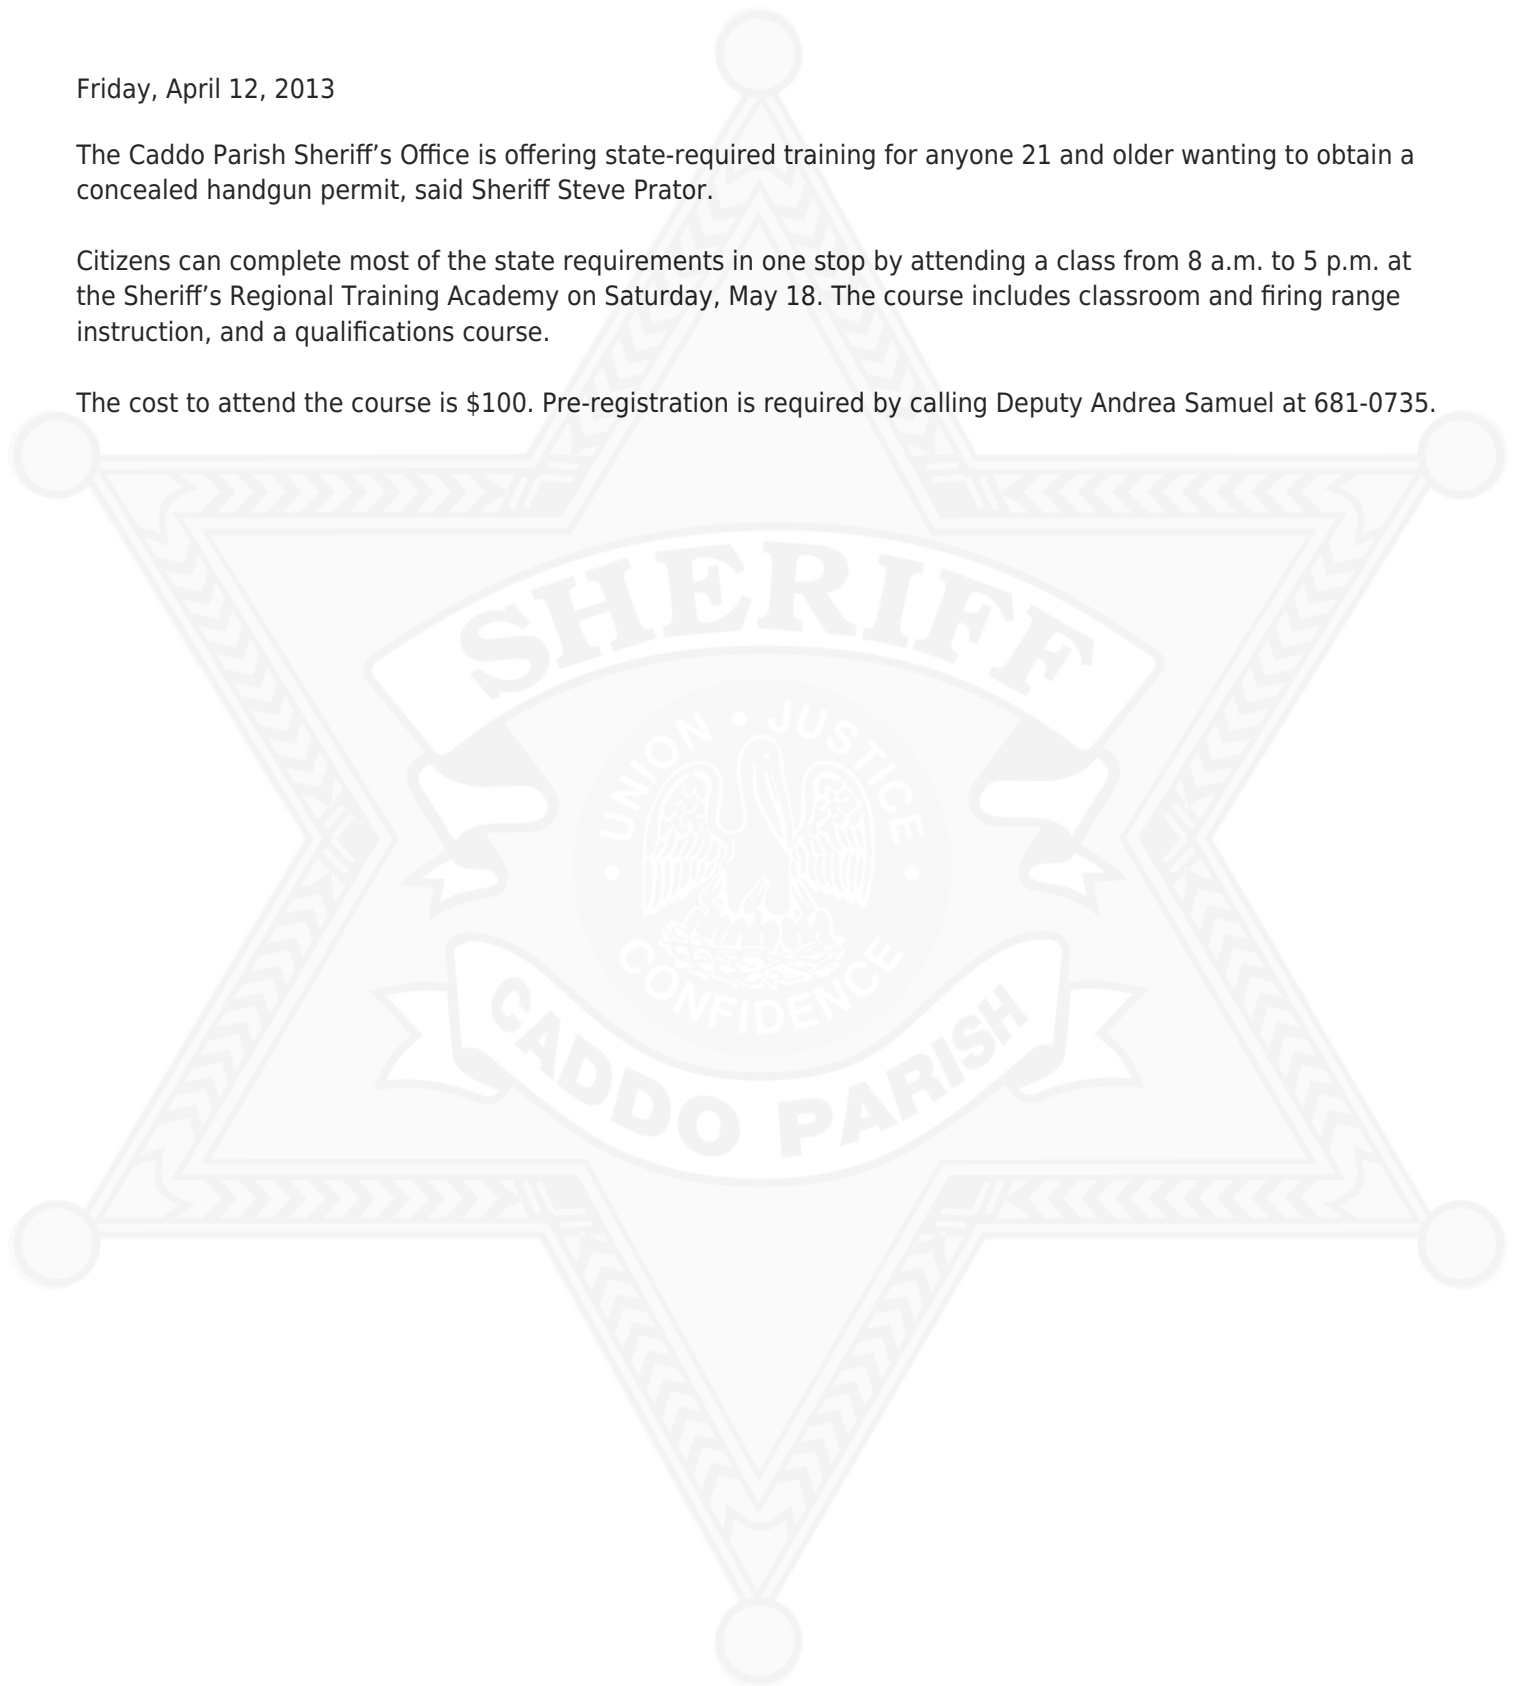 Friday, April 12, 2013
The Caddo Parish Sheriff’s Office is offering state-required training for anyone 21 and older wanting to obtain a
concealed handgun permit, said Sheriff Steve Prator.
Citizens can complete most of the state requirements in one stop by attending a class from 8 a.m. to 5 p.m. at
the Sheriff’s Regional Training Academy on Saturday, May 18. The course includes classroom and firing range
instruction, and a qualifications course.
The cost to attend the course is $100. Pre-registration is required by calling Deputy Andrea Samuel at 681-0735.
SHERIFF
UNION • JUSTICE
• CONFIDENCE •
CADDO PARISH